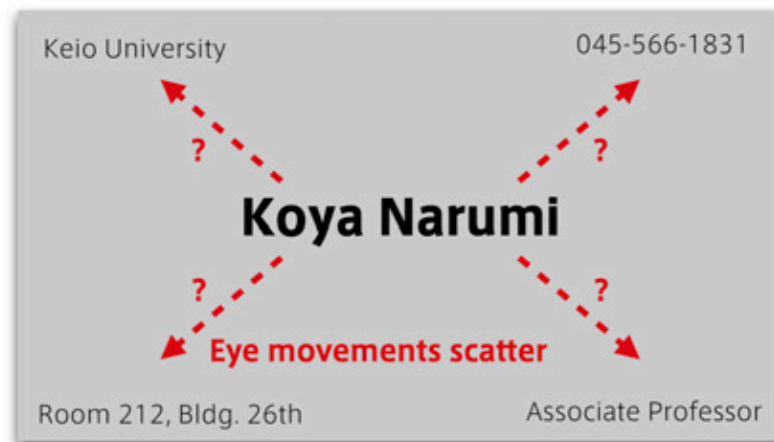 Keio University
045-566-1831
?
?
Koya Narumi
?
?
Eye movements scatter
Room 212, Bldg. 26th
Associate Professor